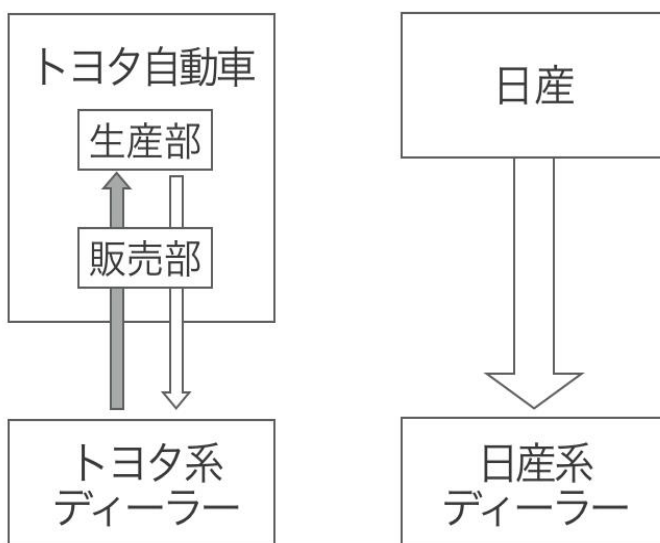 トヨタ自動車
生産部
販売部
トヨタ系
ディーラー
日産
日産系
ディーラー